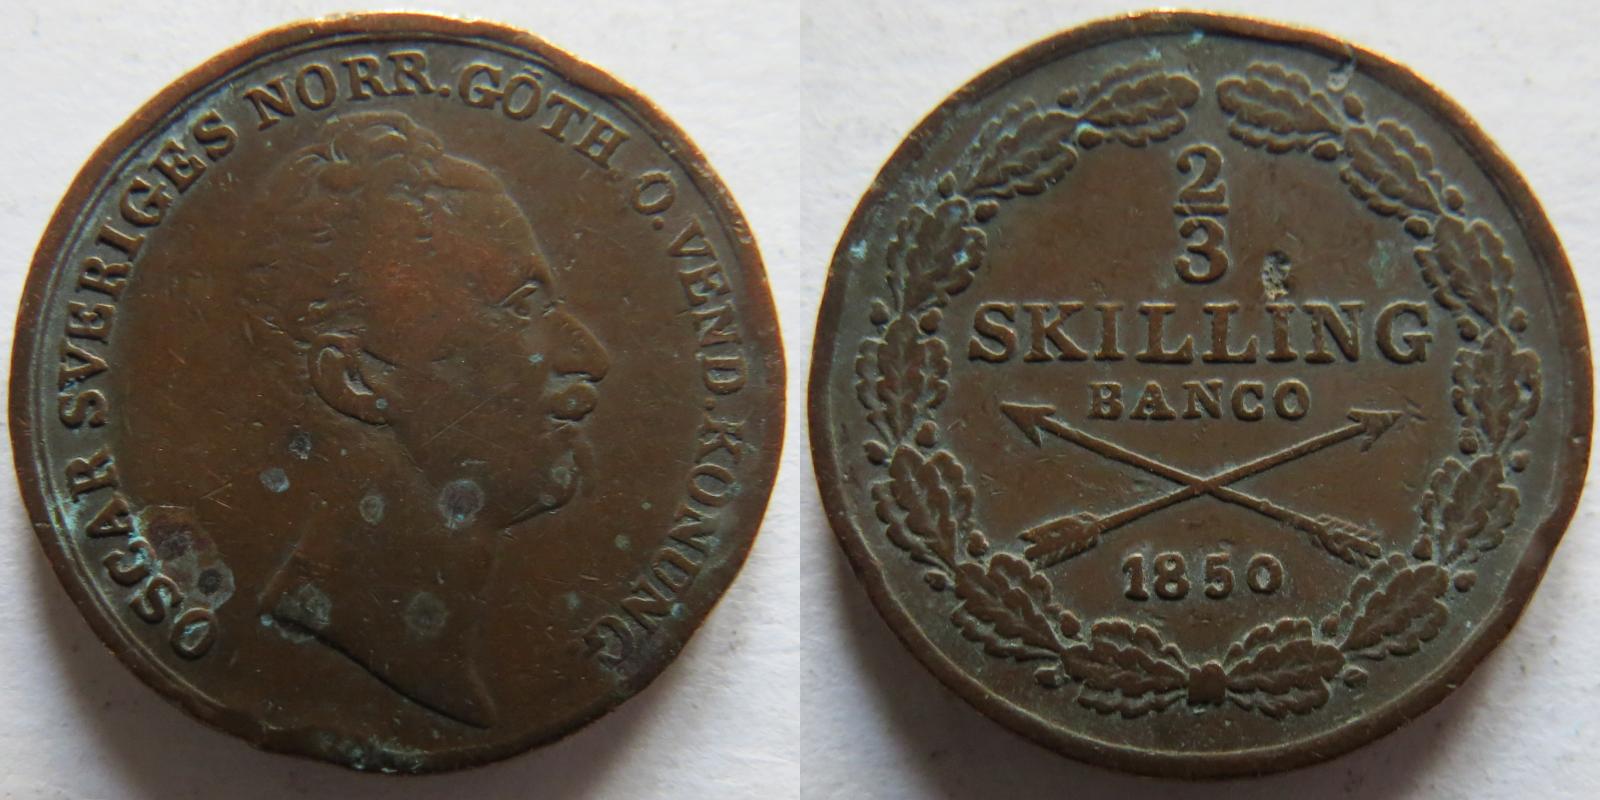 OSCAR SVERIGES NORR. GÖTH. O. VEND. KONUNG
2
3
SKILLING
BANCO
1850